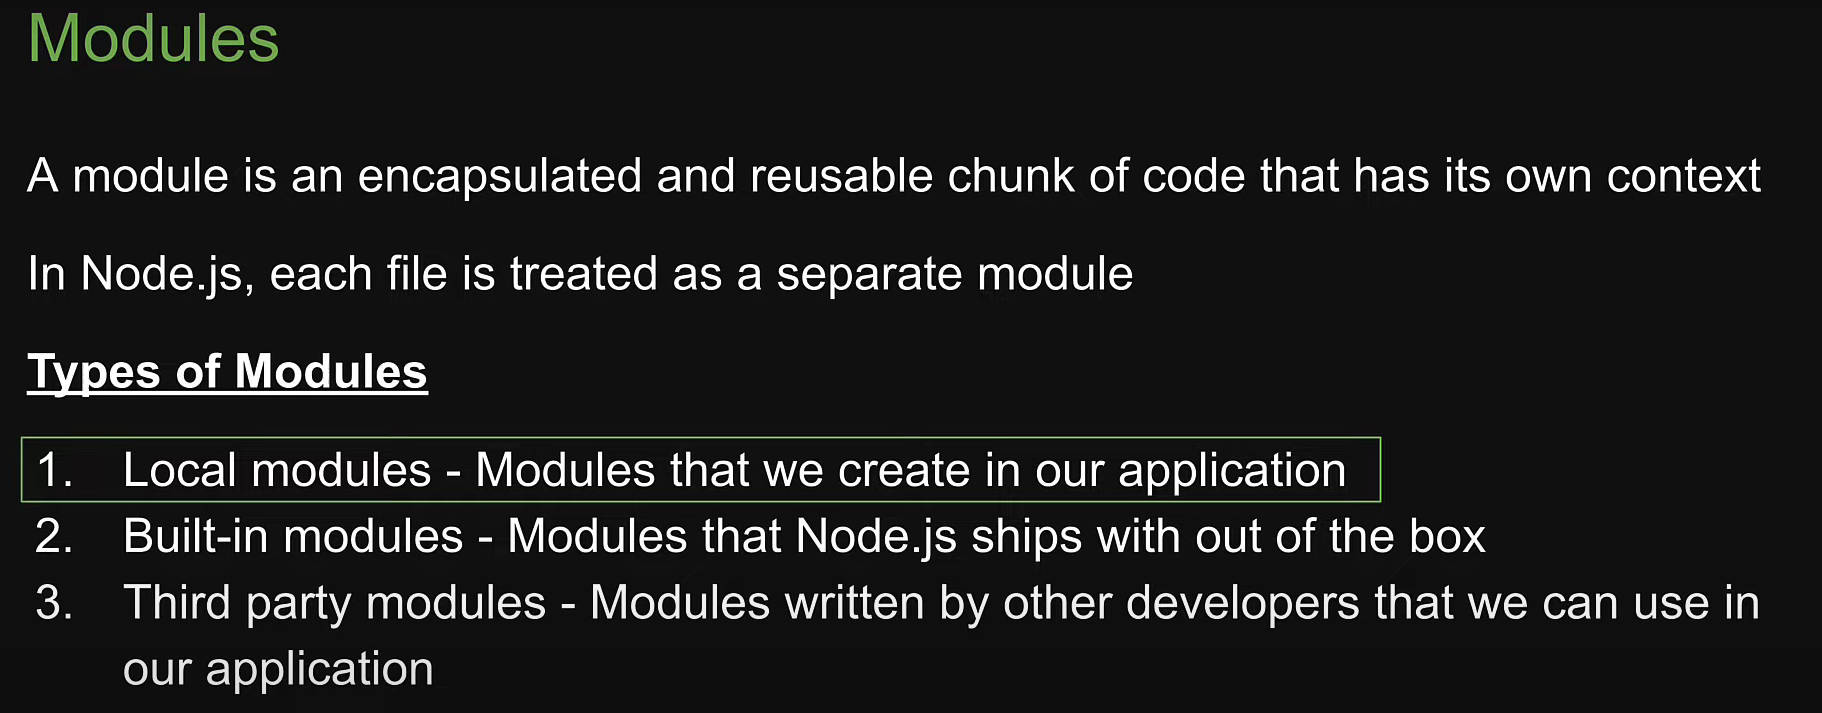 Modules
A module is an encapsulated and reusable chunk of code that has its own context
In Node.js, each file is treated as a separate module
Types of Modules
1. Local modules - Modules that we create in our application
2. Built-in modules - Modules that Node.js ships with out of the box
3. Third party modules - Modules written by other developers that we can use in
our application